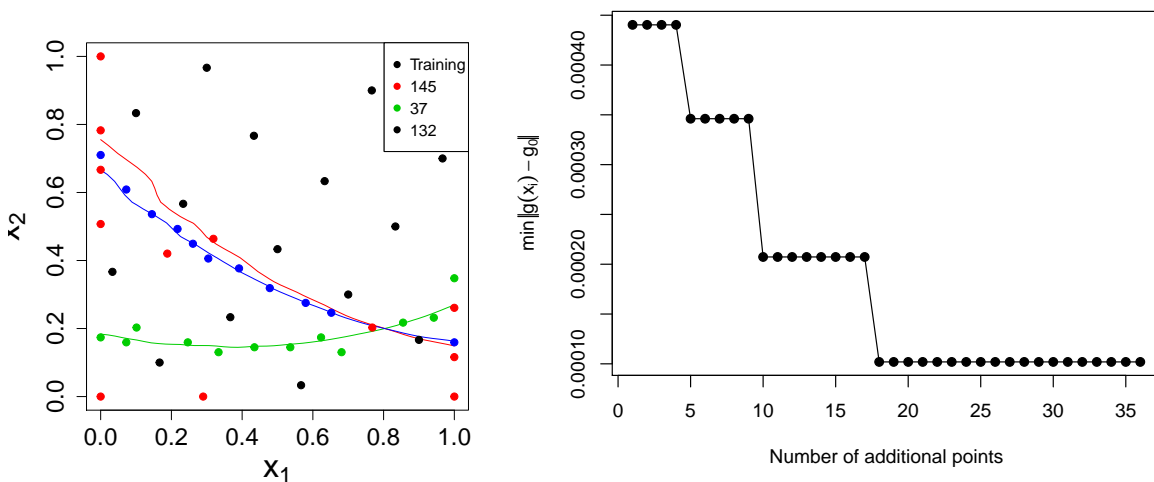 x2
1.0
0.8
0.6
0.4
0.2
0.0
Training
145
37
132
0.0 0.2 0.4 0.6 0.8 1.0
x1
min||g(xi) − g0||
0.00040
0.00030
0.00020
0.00010
0 5 10 15 20 25 30 35
Number of additional points